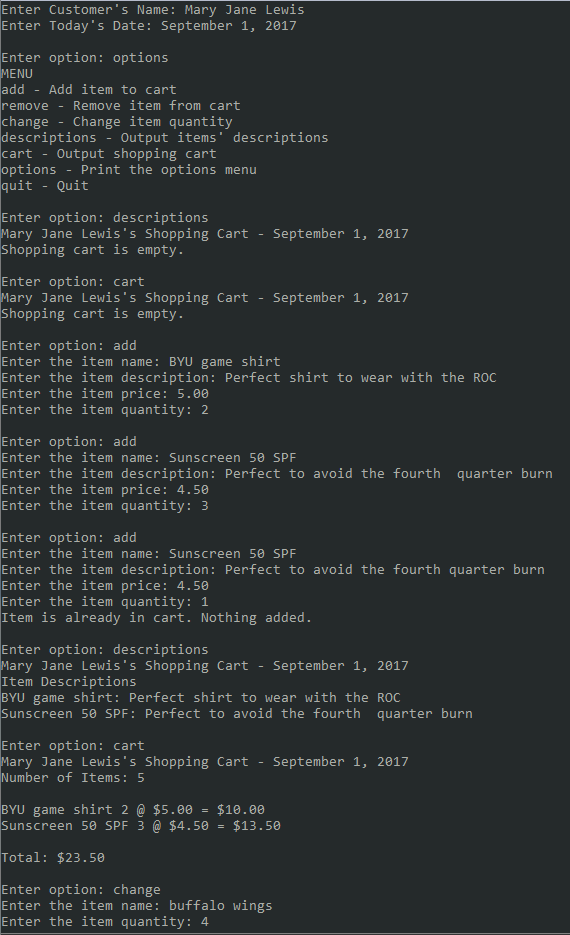 Enter Customer's Name: Mary Jane Lewis
Enter Today's Date: September 1, 2017

Enter option: options
MENU
add - Add item to cart
remove - Remove item from cart
change - Change item quantity
descriptions - Output items' descriptions
cart - Output shopping cart
options - Print the options menu
quit - Quit

Enter option: descriptions
Mary Jane Lewis's Shopping Cart - September 1, 2017
Shopping cart is empty.

Enter option: cart
Mary Jane Lewis's Shopping Cart - September 1, 2017
Shopping cart is empty.

Enter option: add
Enter the item name: BYU game shirt
Enter the item description: Perfect shirt to wear with the ROC
Enter the item price: 5.00
Enter the item quantity: 2

Enter option: add
Enter the item name: Sunscreen 50 SPF
Enter the item description: Perfect to avoid the fourth  quarter burn
Enter the item price: 4.50
Enter the item quantity: 3

Enter option: add
Enter the item name: Sunscreen 50 SPF
Enter the item description: Perfect to avoid the fourth quarter burn
Enter the item price: 4.50
Enter the item quantity: 1
Item is already in cart. Nothing added.

Enter option: descriptions
Mary Jane Lewis's Shopping Cart - September 1, 2017
Item Descriptions
BYU game shirt: Perfect shirt to wear with the ROC
Sunscreen 50 SPF: Perfect to avoid the fourth  quarter burn

Enter option: cart
Mary Jane Lewis's Shopping Cart - September 1, 2017
Number of Items: 5

BYU game shirt 2 @ $5.00 = $10.00
Sunscreen 50 SPF 3 @ $4.50 = $13.50

Total: $23.50

Enter option: change
Enter the item name: buffalo wings
Enter the item quantity: 4